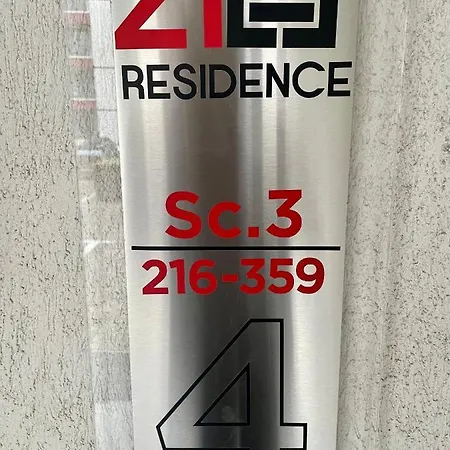 RESIDENCE
Sc.3
216-359
4